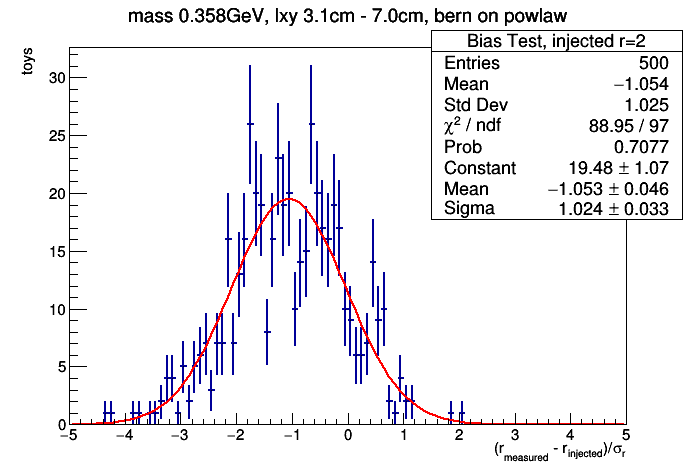 mass 0.358GeV, lxy 3.1cm - 7.0cm, bern on powlaw
Bias Test, injected r=2
Entries 500
Mean −1.054
Std Dev 1.025
χ² / ndf 88.95 / 97
Prob 0.7077
Constant 19.48 ± 1.07
Mean −1.053 ± 0.046
Sigma 1.024 ± 0.033
toys
30
25
20
15
10
5
0
−5 −4 −3 −2 −1 0 1 2 3 4 5
(r_measured - r_injected)/σ_r